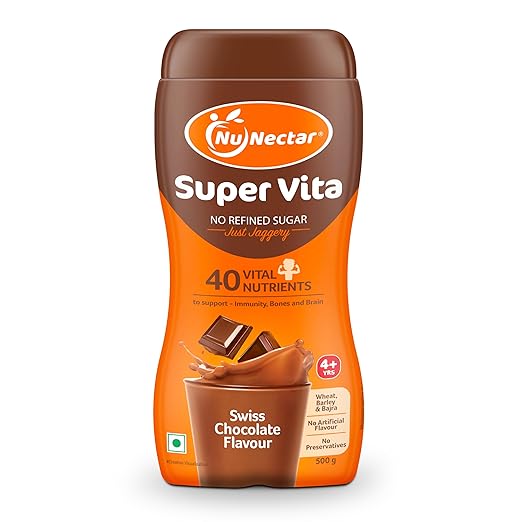 NuNectar®
Super Vita
NO REFINED SUGAR
Just Jaggery
40 VITAL
NUTRIENTS
to support - Immunity, Bones and Brain
4+
YRS
Wheat,
Barley
& Bajra
No Artificial
Flavour
No
Preservatives
Swiss
Chocolate
Flavour
500 g